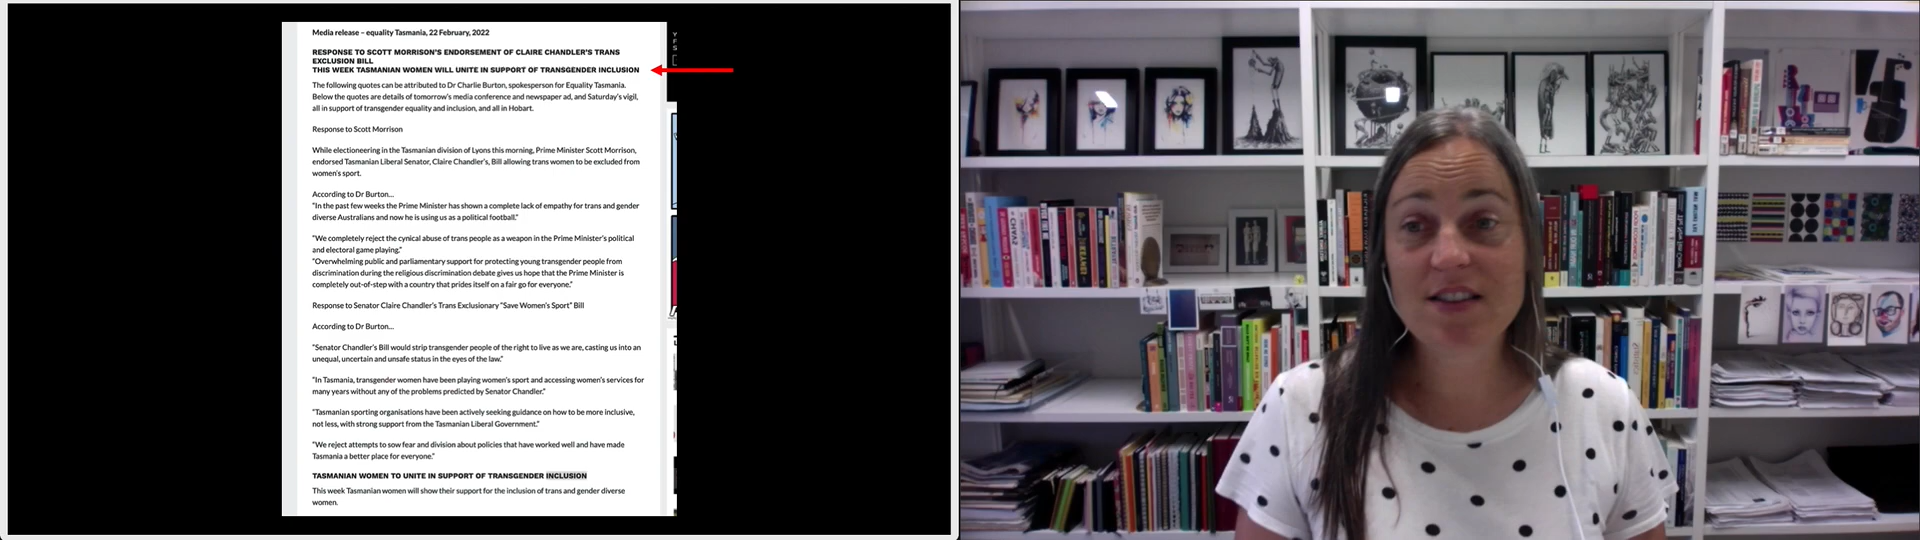 Media release – equality Tasmania, 22 February, 2022
RESPONSE TO SCOTT MORRISON'S ENDORSEMENT OF CLAIRE CHANDLER'S TRANS
EXCLUSION BILL
THIS WEEK TASMANIAN WOMEN WILL UNITE IN SUPPORT OF TRANSGENDER INCLUSION
The following quotes can be attributed to Dr Charlie Burton, spokesperson for Equality Tasmania.
Below the quotes are details of tomorrow's media conference and newspaper ad, and Saturday's vigil,
all in support of transgender equality and inclusion, and all in Hobart.
Response to Scott Morrison
While electioneering in the Tasmanian division of Lyons this morning, Prime Minister Scott Morrison,
endorsed Tasmanian Liberal Senator, Claire Chandler's, Bill allowing trans women to be excluded from
women's sport.
According to Dr Burton...
"In the past few weeks the Prime Minister has shown a complete lack of empathy for trans and gender
diverse Australians and now he is using us as a political football."
"We completely reject the cynical abuse of trans people as a weapon in the Prime Minister's political
and electoral game playing."
"Overwhelming public and parliamentary support for protecting young transgender people from
discrimination during the religious discrimination debate gives us hope that the Prime Minister is
completely out-of-step with a country that prides itself on a fair go for everyone."
Response to Senator Claire Chandler's Trans Exclusionary "Save Women's Sport" Bill
According to Dr Burton...
"Senator Chandler's Bill would strip transgender people of the right to live as we are, casting us into an
unequal, uncertain and unsafe status in the eyes of the law."
"In Tasmania, transgender women have been playing women's sport and accessing women's services for
many years without any of the problems predicted by Senator Chandler."
"Tasmanian sporting organisations have been actively seeking guidance on how to be more inclusive,
not less, with strong support from the Tasmanian Liberal Government."
"We reject attempts to sow fear and division about policies that have worked well and have made
Tasmania a better place for everyone."
TASMANIAN WOMEN TO UNITE IN SUPPORT OF TRANSGENDER INCLUSION
This week Tasmanian women will show their support for the inclusion of trans and gender diverse
women.